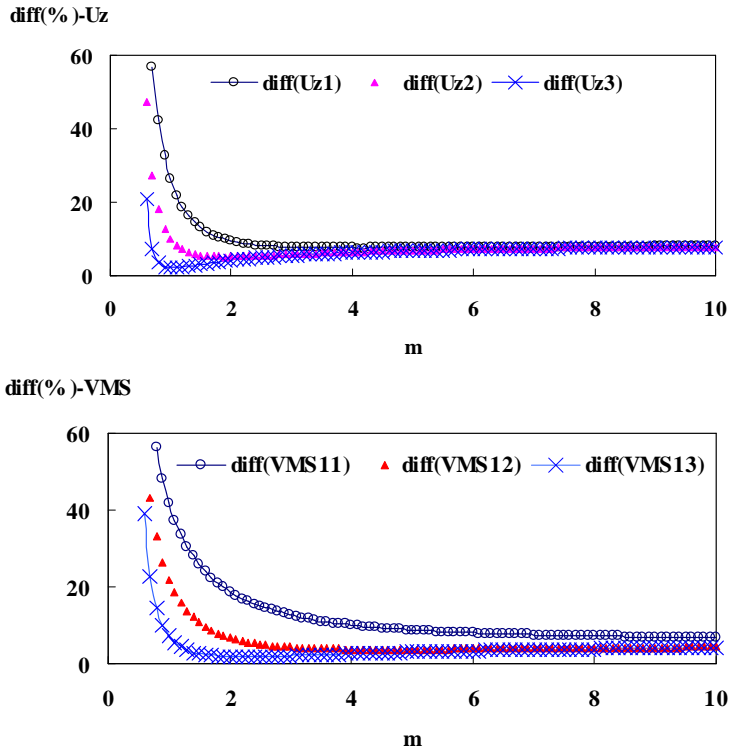 diff(%)-Uz
60
diff(Uz1) diff(Uz2) diff(Uz3)
40
20
0
0 2 4 6 8 10
m
diff(%)-VMS
60
diff(VMS11) diff(VMS12) diff(VMS13)
40
20
0
0 2 4 6 8 10
m